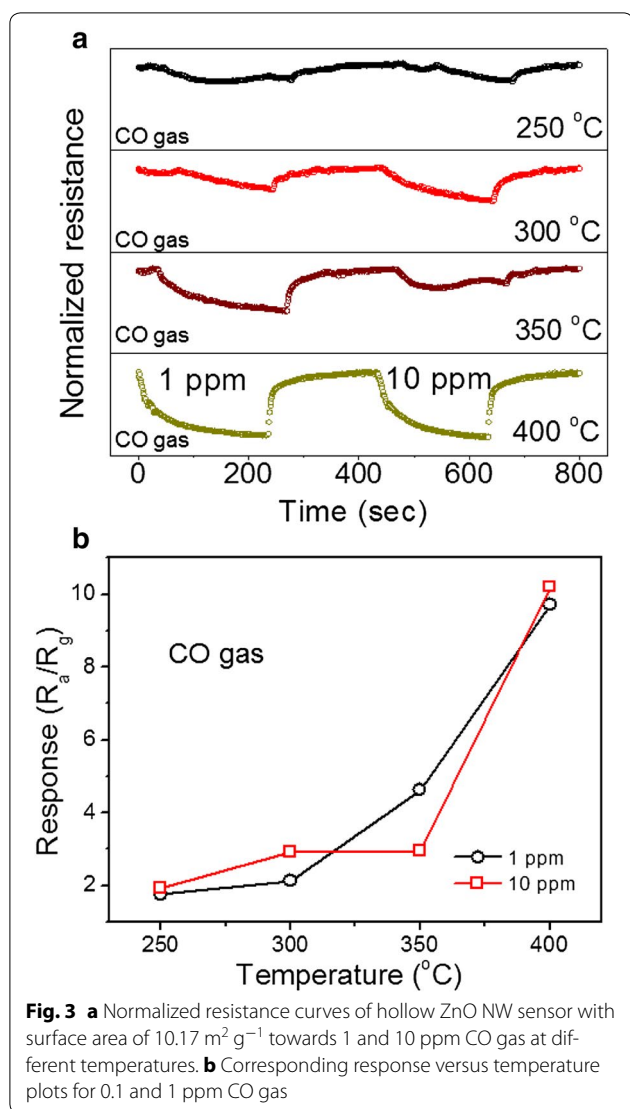 a
Normalized resistance
CO gas
250 °C
CO gas
300 °C
CO gas
350 °C
1 ppm
10 ppm
CO gas
400 °C
0 200 400 600 800
Time (sec)
b
Response (Ra/Rg)
10
8
6
4
2
CO gas
1 ppm
10 ppm
250 300 350 400
Temperature (°C)
Fig. 3 a Normalized resistance curves of hollow ZnO NW sensor with
surface area of 10.17 m² g⁻¹ towards 1 and 10 ppm CO gas at dif-
ferent temperatures. b Corresponding response versus temperature
plots for 0.1 and 1 ppm CO gas